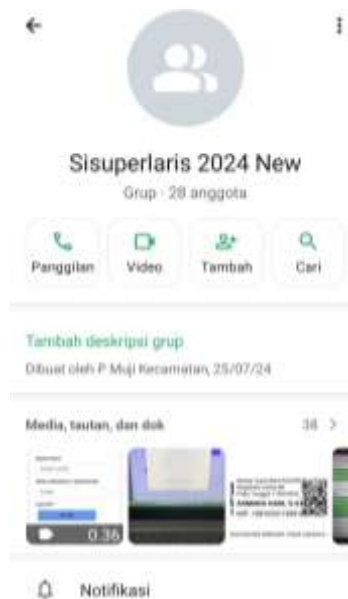 Sisuperlaris 2024 New
Grup · 28 anggota
Panggilan
Video
Tambah
Cari
Tambah deskripsi grup
Dibuat oleh P Muji Kecamatan, 25/07/24
Media, tautan, dan dok
38
0.36
Notifikasi